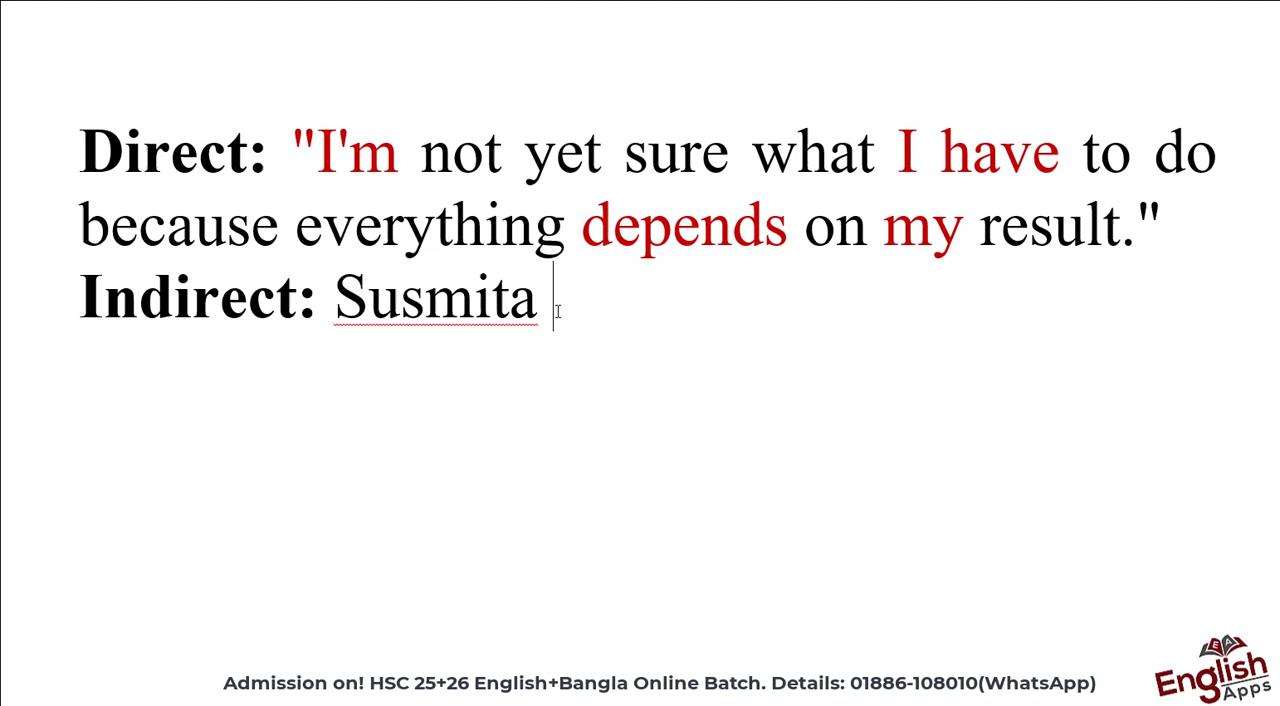 Direct: "I'm not yet sure what I have to do
because everything depends on my result."
Indirect: Susmita
Admission on! HSC 25+26 English+Bangla Online Batch. Details: 01886-108010(WhatsApp)
EA
English
Apps